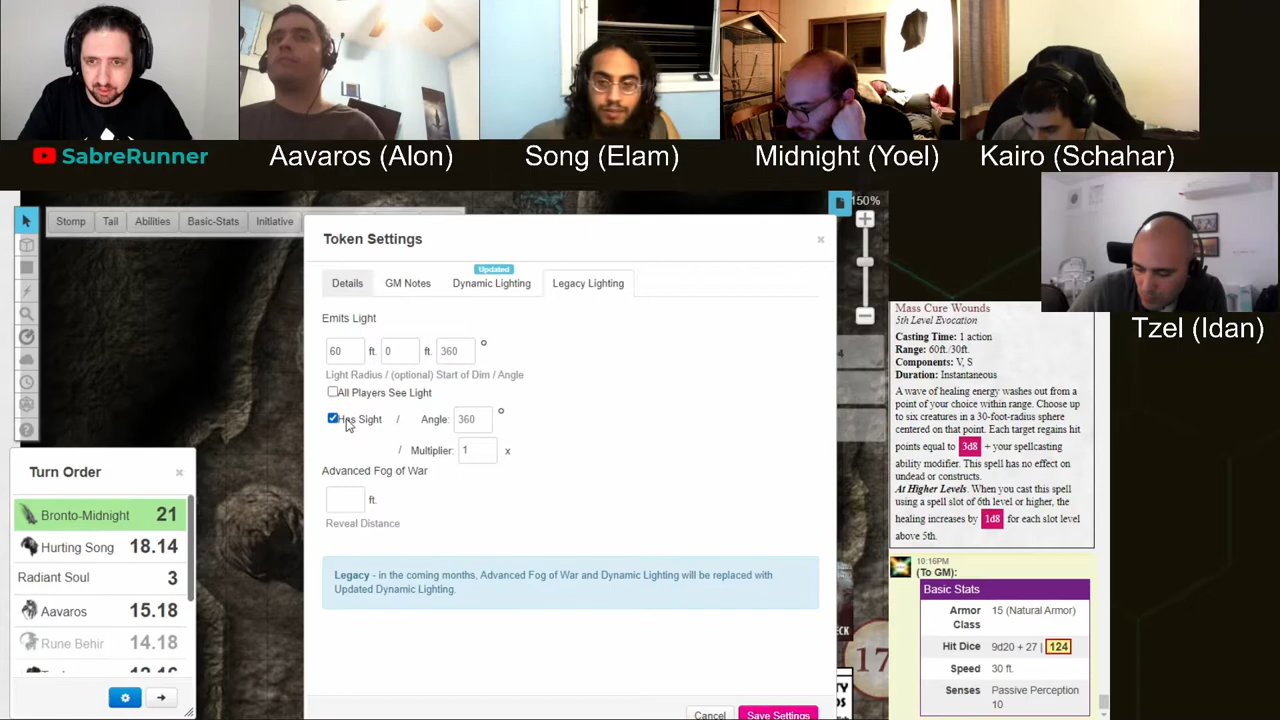 SabreRunner
Aavaros (Alon)
Song (Elam)
Midnight (Yoel)
Kairo (Schahar)
Tzel (Idan)
Stomp
Tail
Abilities
Basic-Stats
Initiative
150%
Token Settings
×
Updated
Details
GM Notes
Dynamic Lighting
Legacy Lighting
Emits Light
60 ft. 0 ft. 360 °
Light Radius / (optional) Start of Dim / Angle
All Players See Light
Has Sight / Angle: 360 °
/ Multiplier: 1 x
Advanced Fog of War
ft.
Reveal Distance
Legacy - in the coming months, Advanced Fog of War and Dynamic Lighting will be replaced with
Updated Dynamic Lighting.
Cancel
Save Settings
Turn Order
×
Bronto-Midnight 21
Hurting Song 18.14
Radiant Soul 3
Aavaros 15.18
Rune Behir 14.18
17
Mass Cure Wounds
5th Level Evocation
Casting Time: 1 action
Range: 60ft./30ft.
Components: V, S
Duration: Instantaneous
A wave of healing energy washes out from a
point of your choice within range. Choose up
to six creatures in a 30-foot-radius sphere
centered on that point. Each target regains hit
points equal to 3d8 + your spellcasting
ability modifier. This spell has no effect on
undead or constructs.
At Higher Levels. When you cast this spell
using a spell slot of 6th level or higher, the
healing increases by 1d8 for each slot level
above 5th.
10:16PM
(To GM):
Basic Stats
Armor Class 15 (Natural Armor)
Hit Dice 9d20 + 27 | 124
Speed 30 ft.
Senses Passive Perception
10